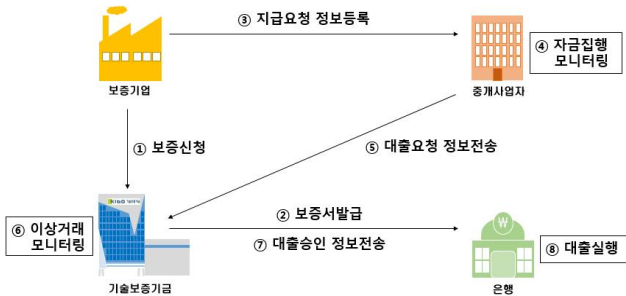 ③ 지급요청 정보등록
④ 자금집행
모니터링
보증기업
중개사업자
① 보증신청
⑤ 대출요청 정보전송
② 보증서발급
₩
⑥ 이상거래
모니터링
⑦ 대출승인 정보전송
⑧ 대출실행
기술보증기금
은행